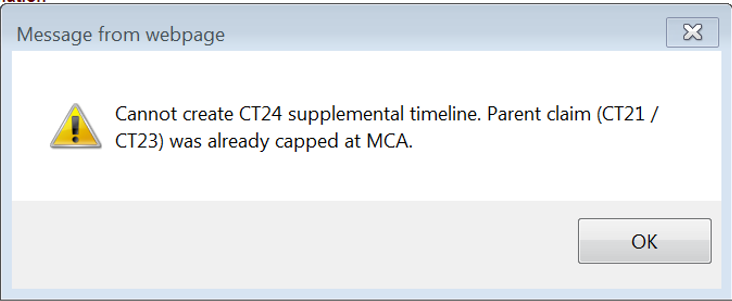 Message from webpage
Cannot create CT24 supplemental timeline. Parent claim (CT21 /
CT23) was already capped at MCA.
OK